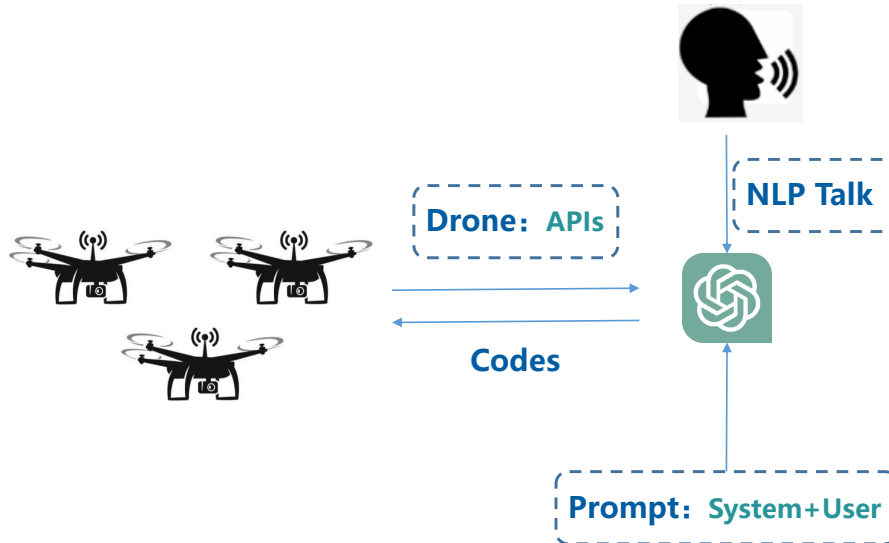 NLP Talk
Drone：APIs
Codes
Prompt：System+User